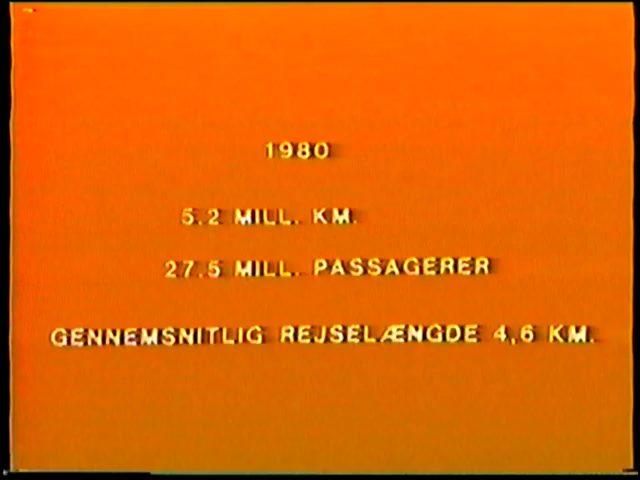 1980
5.2 MILL. KM.
27.5 MILL. PASSAGERER
GENNEMSNITLIG REJSELÆNGDE 4,6 KM.